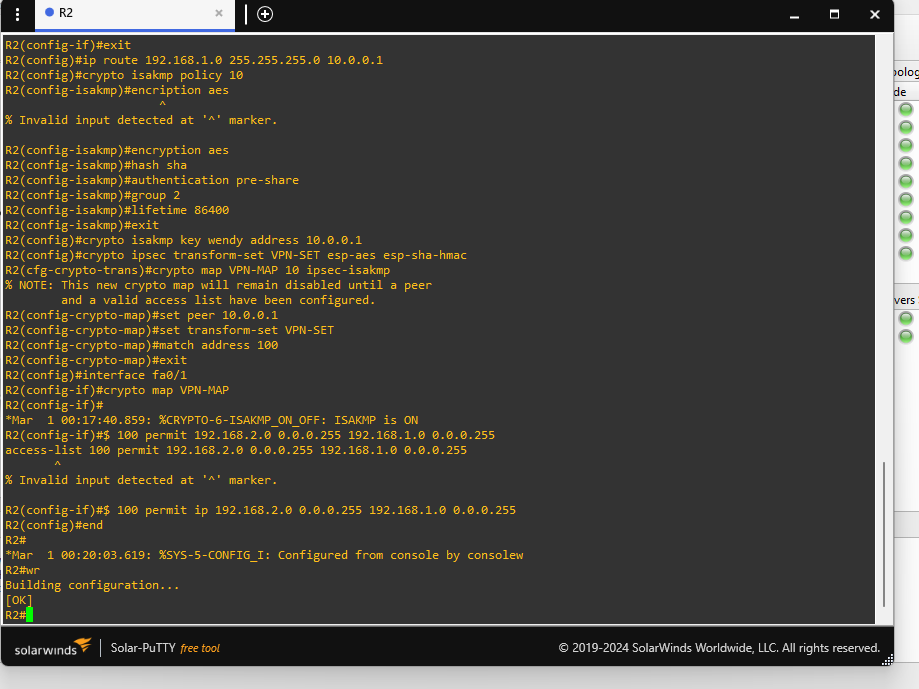 R2
R2(config-if)#exit
R2(config)#ip route 192.168.1.0 255.255.255.0 10.0.0.1
R2(config)#crypto isakmp policy 10
R2(config-isakmp)#encription aes
^
% Invalid input detected at '^' marker.
R2(config-isakmp)#encryption aes
R2(config-isakmp)#hash sha
R2(config-isakmp)#authentication pre-share
R2(config-isakmp)#group 2
R2(config-isakmp)#lifetime 86400
R2(config-isakmp)#exit
R2(config)#crypto isakmp key wendy address 10.0.0.1
R2(config)#crypto ipsec transform-set VPN-SET esp-aes esp-sha-hmac
R2(cfg-crypto-trans)#crypto map VPN-MAP 10 ipsec-isakmp
% NOTE: This new crypto map will remain disabled until a peer
and a valid access list have been configured.
R2(config-crypto-map)#set peer 10.0.0.1
R2(config-crypto-map)#set transform-set VPN-SET
R2(config-crypto-map)#match address 100
R2(config-crypto-map)#exit
R2(config)#interface fa0/1
R2(config-if)#crypto map VPN-MAP
R2(config-if)#
*Mar  1 00:17:40.859: %CRYPTO-6-ISAKMP_ON_OFF: ISAKMP is ON
R2(config-if)#$ 100 permit 192.168.2.0 0.0.0.255 192.168.1.0 0.0.0.255
access-list 100 permit 192.168.2.0 0.0.0.255 192.168.1.0 0.0.0.255
^
% Invalid input detected at '^' marker.
R2(config-if)#$ 100 permit ip 192.168.2.0 0.0.0.255 192.168.1.0 0.0.0.255
R2(config)#end
R2#
*Mar  1 00:20:03.619: %SYS-5-CONFIG_I: Configured from console by consolew
R2#wr
Building configuration...
[OK]
R2#
solarwinds Solar-PuTTY free tool © 2019-2024 SolarWinds Worldwide, LLC. All rights reserved.